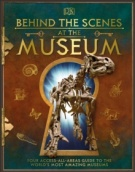 DK
BEHIND THE SCENES
AT THE
MUSEUM
YOUR ACCESS-ALL-AREAS GUIDE TO THE
WORLD'S MOST AMAZING MUSEUMS